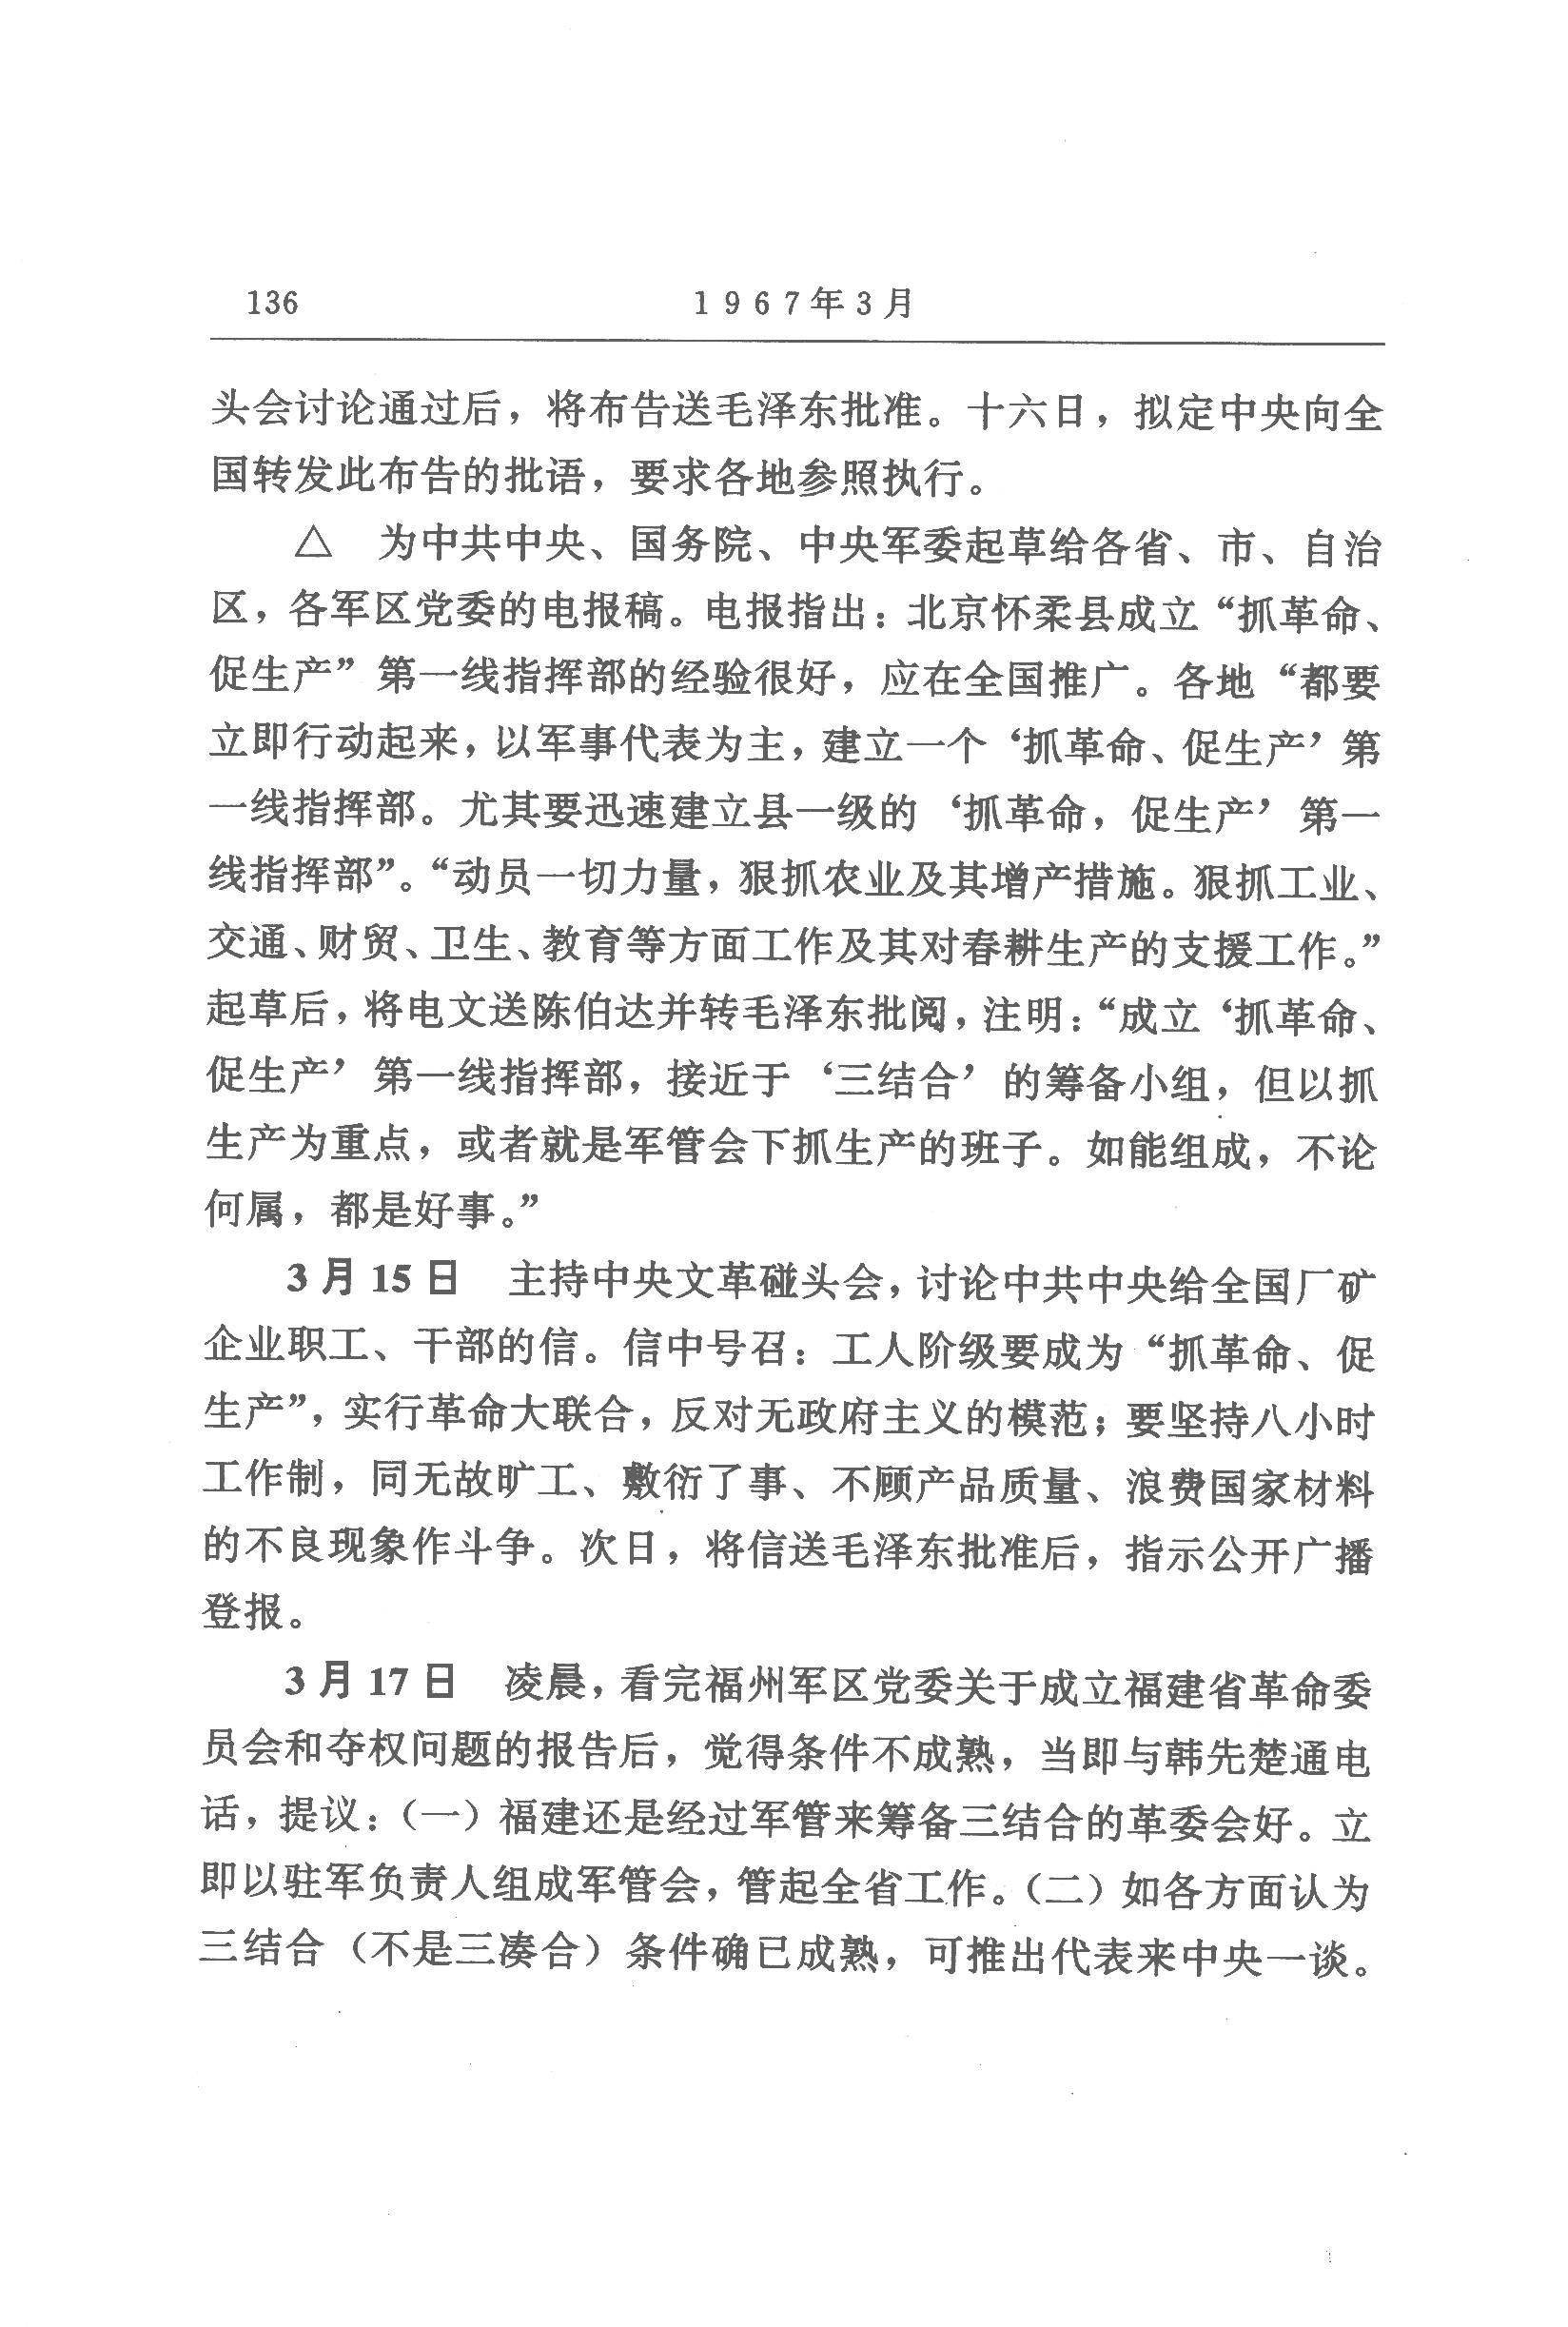 136 1967年3月
头会讨论通过后，将布告送毛泽东批准。十六日，拟定中央向全
国转发此布告的批语，要求各地参照执行。
△ 为中共中央、国务院、中央军委起草给各省、市、自治
区，各军区党委的电报稿。电报指出：北京怀柔县成立“抓革命、
促生产”第一线指挥部的经验很好，应在全国推广。各地“都要
立即行动起来，以军事代表为主，建立一个‘抓革命、促生产’第
一线指挥部。尤其要迅速建立县一级的‘抓革命，促生产’第一
线指挥部”。“动员一切力量，狠抓农业及其增产措施。狠抓工业、
交通、财贸、卫生、教育等方面工作及其对春耕生产的支援工作。”
起草后，将电文送陈伯达并转毛泽东批阅，注明：“成立‘抓革命、
促生产’第一线指挥部，接近于‘三结合’的筹备小组，但以抓
生产为重点，或者就是军管会下抓生产的班子。如能组成，不论
何属，都是好事。”
3月15日 主持中央文革碰头会，讨论中共中央给全国厂矿
企业职工、干部的信。信中号召：工人阶级要成为“抓革命、促
生产”，实行革命大联合，反对无政府主义的模范；要坚持八小时
工作制，同无故旷工、敷衍了事、不顾产品质量、浪费国家材料
的不良现象作斗争。次日，将信送毛泽东批准后，指示公开广播
登报。
3月17日 凌晨，看完福州军区党委关于成立福建省革命委
员会和夺权问题的报告后，觉得条件不成熟，当即与韩先楚通电
话，提议：（一）福建还是经过军管来筹备三结合的革委会好。立
即以驻军负责人组成军管会，管起全省工作。（二）如各方面认为
三结合（不是三凑合）条件确已成熟，可推出代表来中央一谈。